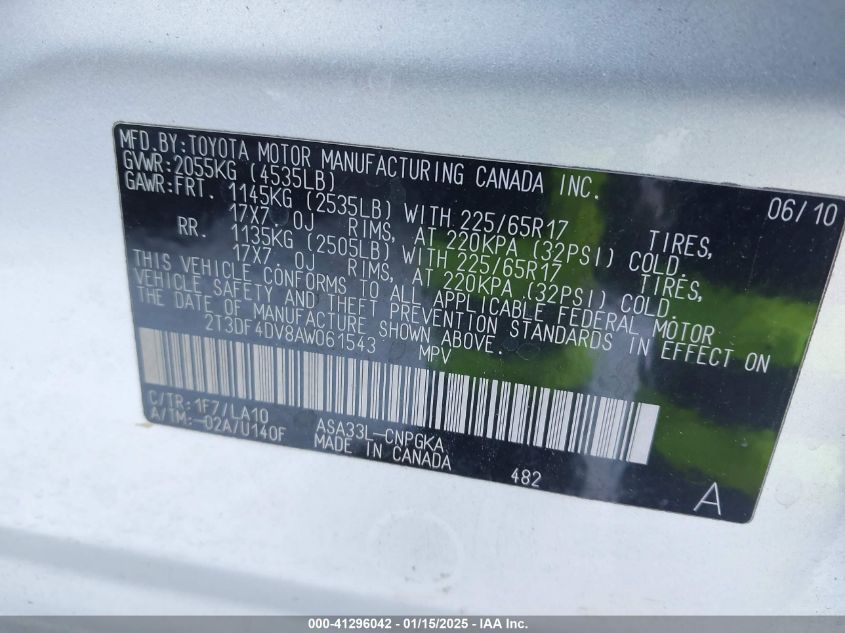 MFD.BY:TOYOTA MOTOR MANUFACTURING CANADA INC. 06/10
GVWR:2055KG (4535LB)
GAWR:FRT. 1145KG (2535LB) WITH 225/65R17 TIRES,
17X7. 0J RIMS, AT 220KPA (32PSI) COLD.
RR. 1135KG (2505LB) WITH 225/65R17 TIRES,
17X7. 0J RIMS, AT 220KPA (32PSI) COLD.
THIS VEHICLE CONFORMS TO ALL APPLICABLE FEDERAL MOTOR
VEHICLE SAFETY AND THEFT PREVENTION STANDARDS IN EFFECT ON
THE DATE OF MANUFACTURE SHOWN ABOVE.
2T3DF4DV8AW061543 MPV
C/TR:1F7/LA10
A/TM:-02A/U140F
ASA33L-CNPGKA
MADE IN CANADA
482
A
000-41296042 - 01/15/2025 - IAA Inc.